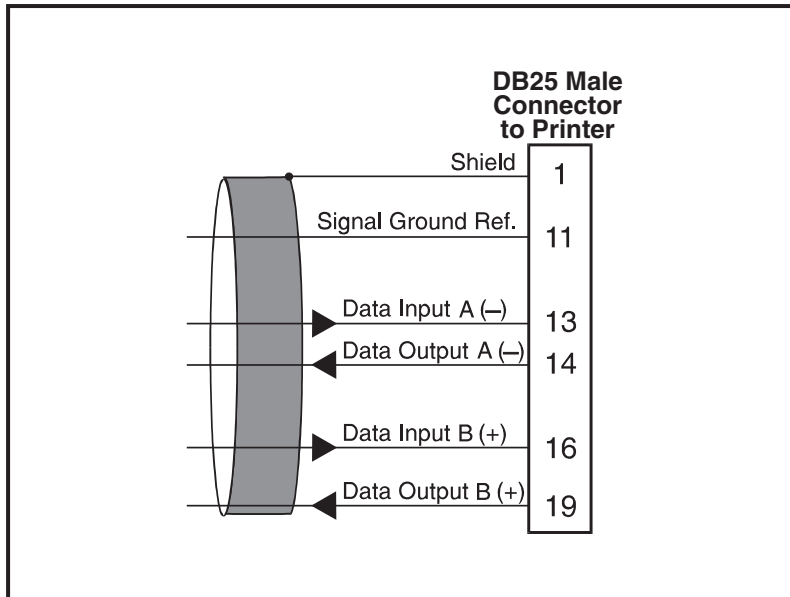 DB25 Male
Connector
to Printer
Shield 1
Signal Ground Ref. 11
Data Input A (–) 13
Data Output A (–) 14
Data Input B (+) 16
Data Output B (+) 19